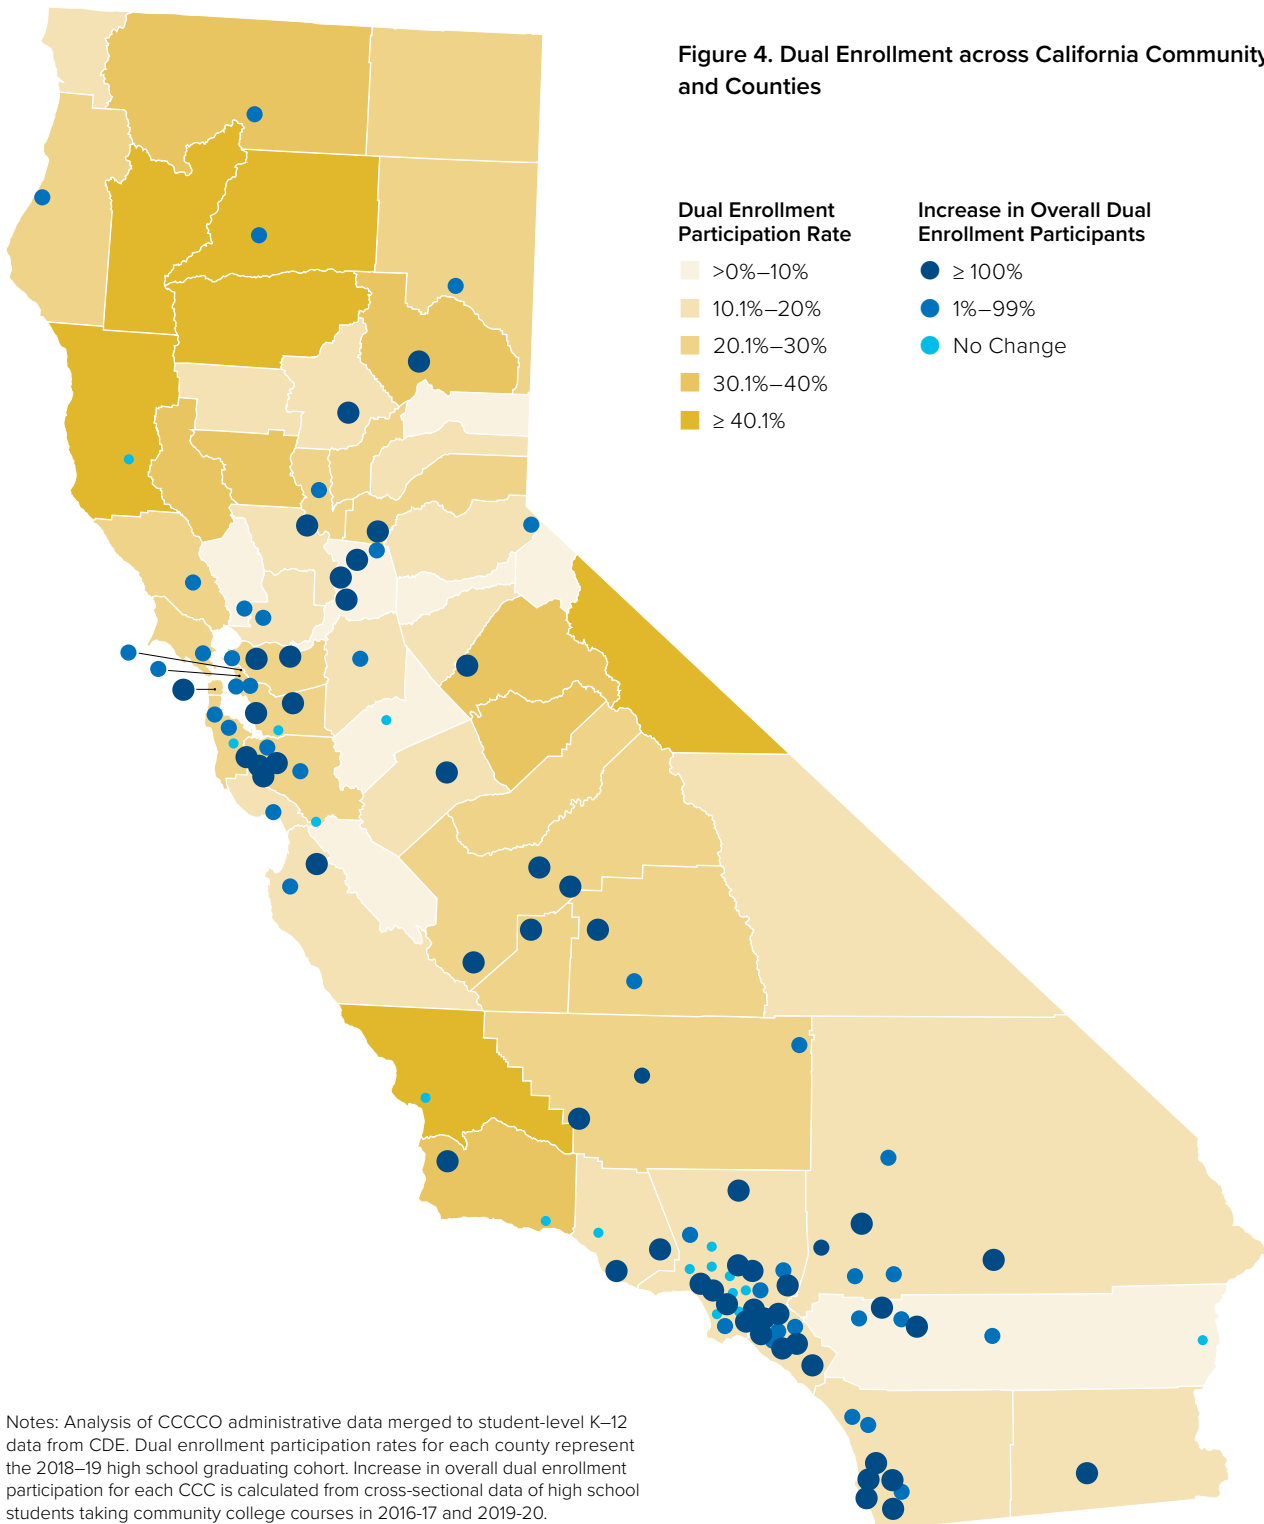 Figure 4. Dual Enrollment across California Community
and Counties
Dual Enrollment
Participation Rate
>0%–10%
10.1%–20%
20.1%–30%
30.1%–40%
≥ 40.1%
Increase in Overall Dual
Enrollment Participants
≥ 100%
1%–99%
No Change
Notes: Analysis of CCCCO administrative data merged to student-level K–12
data from CDE. Dual enrollment participation rates for each county represent
the 2018–19 high school graduating cohort. Increase in overall dual enrollment
participation for each CCC is calculated from cross-sectional data of high school
students taking community college courses in 2016-17 and 2019-20.